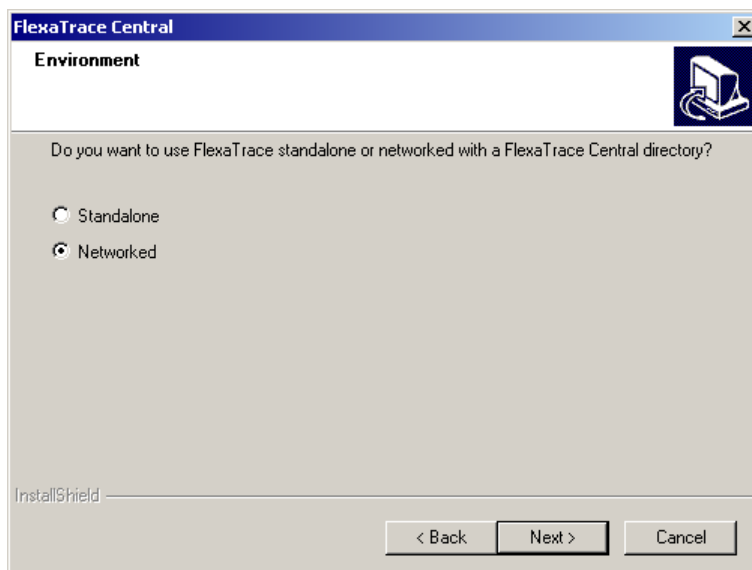 FlexaTrace Central
Environment
Do you want to use FlexaTrace standalone or networked with a FlexaTrace Central directory?
Standalone
Networked
InstallShield
< Back Next > Cancel